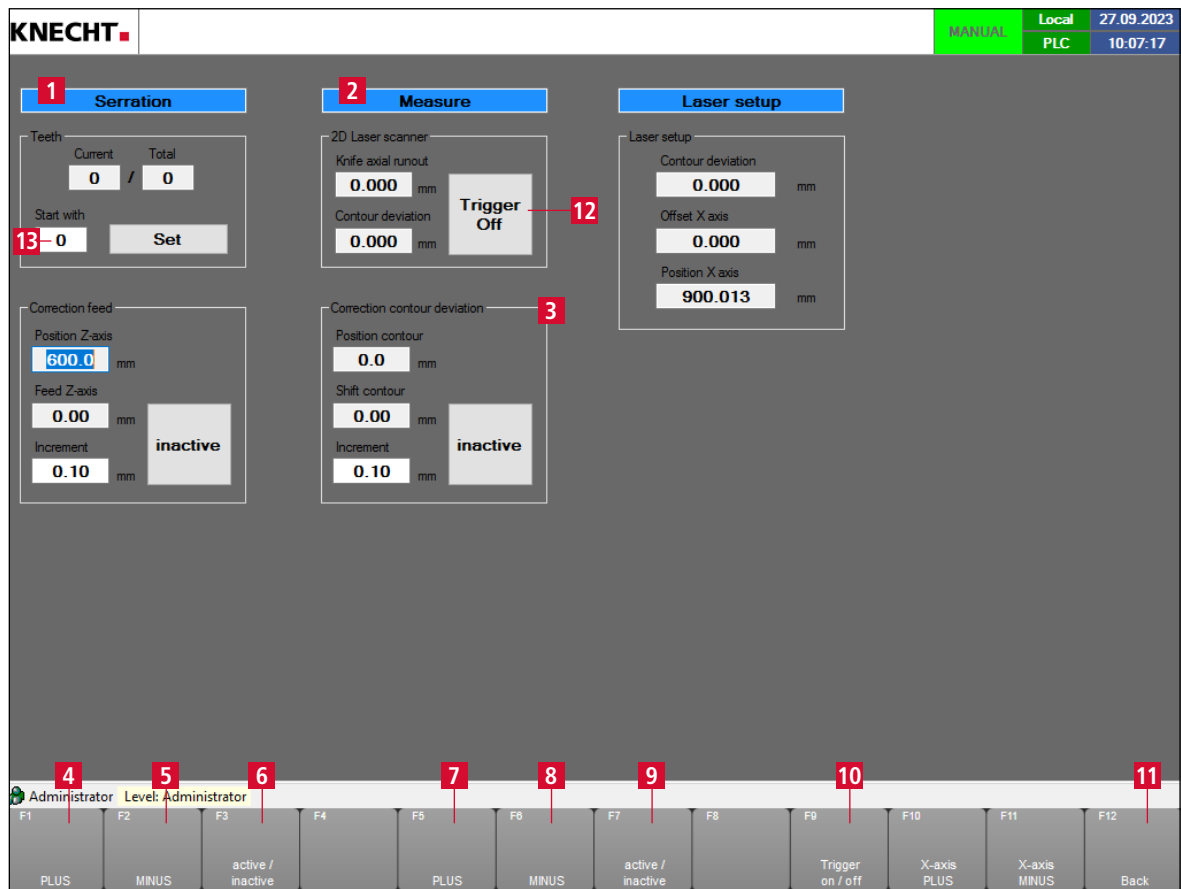 KNECHT
MANUAL
Local
27.09.2023
PLC
10:07:17
1
Serration
Teeth
Current
Total
0 / 0
Start with
13
0
Set
Correction feed
Position Z-axis
600.0 mm
Feed Z-axis
0.00 mm
Increment
0.10 mm
inactive
2
Measure
2D Laser scanner
Knife axial runout
0.000 mm
Contour deviation
0.000 mm
Trigger
Off
12
Correction contour deviation
3
Position contour
0.0 mm
Shift contour
0.00 mm
Increment
0.10 mm
inactive
Laser setup
Laser setup
Contour deviation
0.000 mm
Offset X axis
0.000 mm
Position X axis
900.013 mm
4
5
6
7
8
9
10
11
Administrator Level: Administrator
F1
PLUS
F2
MINUS
F3
active /
inactive
F4
F5
PLUS
F6
MINUS
F7
active /
inactive
F8
F9
Trigger
on / off
F10
X-axis
PLUS
F11
X-axis
MINUS
F12
Back